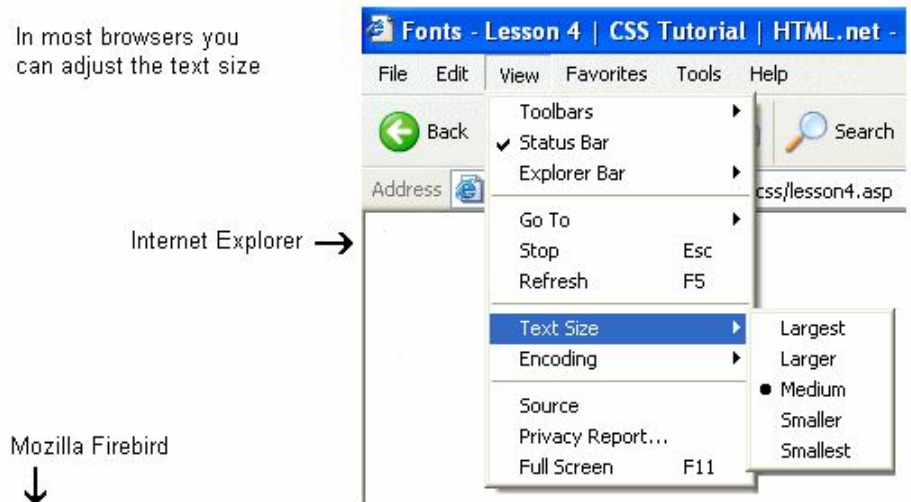 In most browsers you
can adjust the text size
Fonts - Lesson 4 | CSS Tutorial | HTML.net -
File Edit View Favorites Tools Help
Back Search
Toolbars
Status Bar
Explorer Bar
Address css/lesson4.asp
Go To
Internet Explorer
Stop Esc
Refresh F5
Text Size Largest
Encoding Larger
Medium
Source Smaller
Privacy Report... Smallest
Mozilla Firebird
Full Screen F11